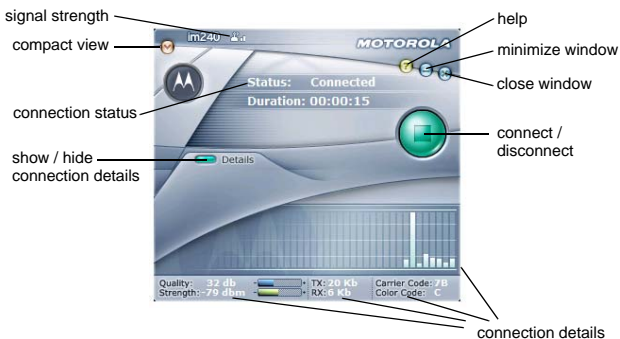 signal strength
compact view
connection status
show / hide
connection details
im240
MOTOROLA
Status: Connected
Duration: 00:00:15
Details
Quality: 32 db - + TX: 20 Kb Carrier Code: 7B
Strength: -79 dbm - + RX: 6 Kb Color Code: C
help
minimize window
close window
connect /
disconnect
connection details